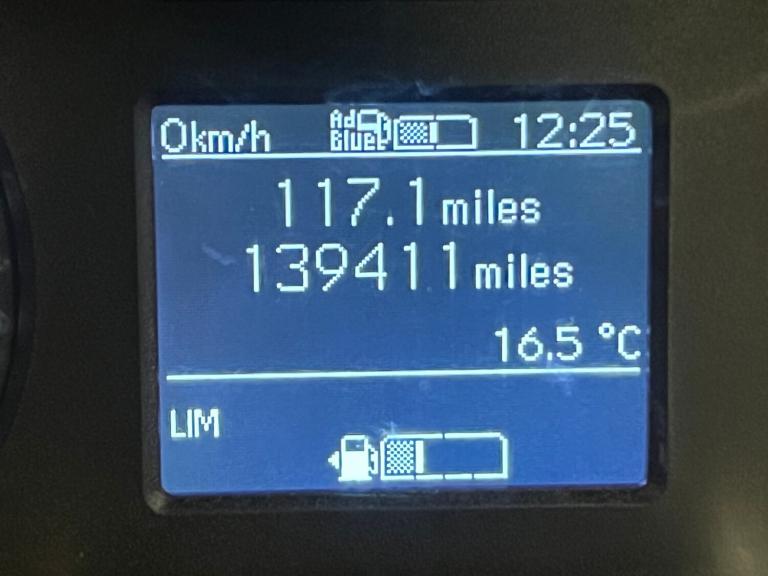 0km/h AdBlue 12:25
117.1 miles
139411 miles
16.5 °C
LIM